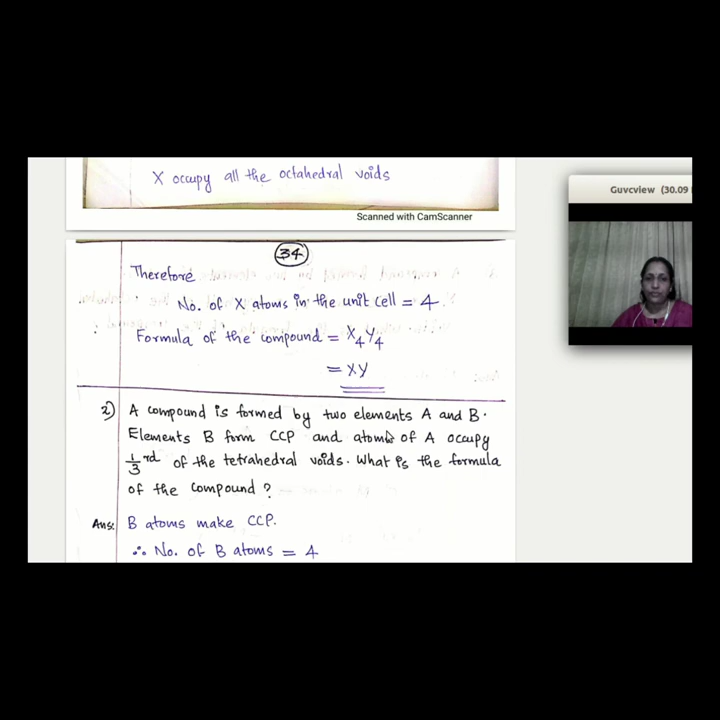 X occupy all the octahedral voids
Scanned with CamScanner
34
Therefore
No. of X atoms in the unit cell = 4.
Formula of the compound = X₄Y₄
= XY
2) A compound is formed by two elements A and B.
Elements B form CCP and atoms of A occupy
1/3 rd of the tetrahedral voids. What is the formula
of the compound?
Ans: B atoms make CCP.
∴ No. of B atoms = 4
Guvcview (30.09